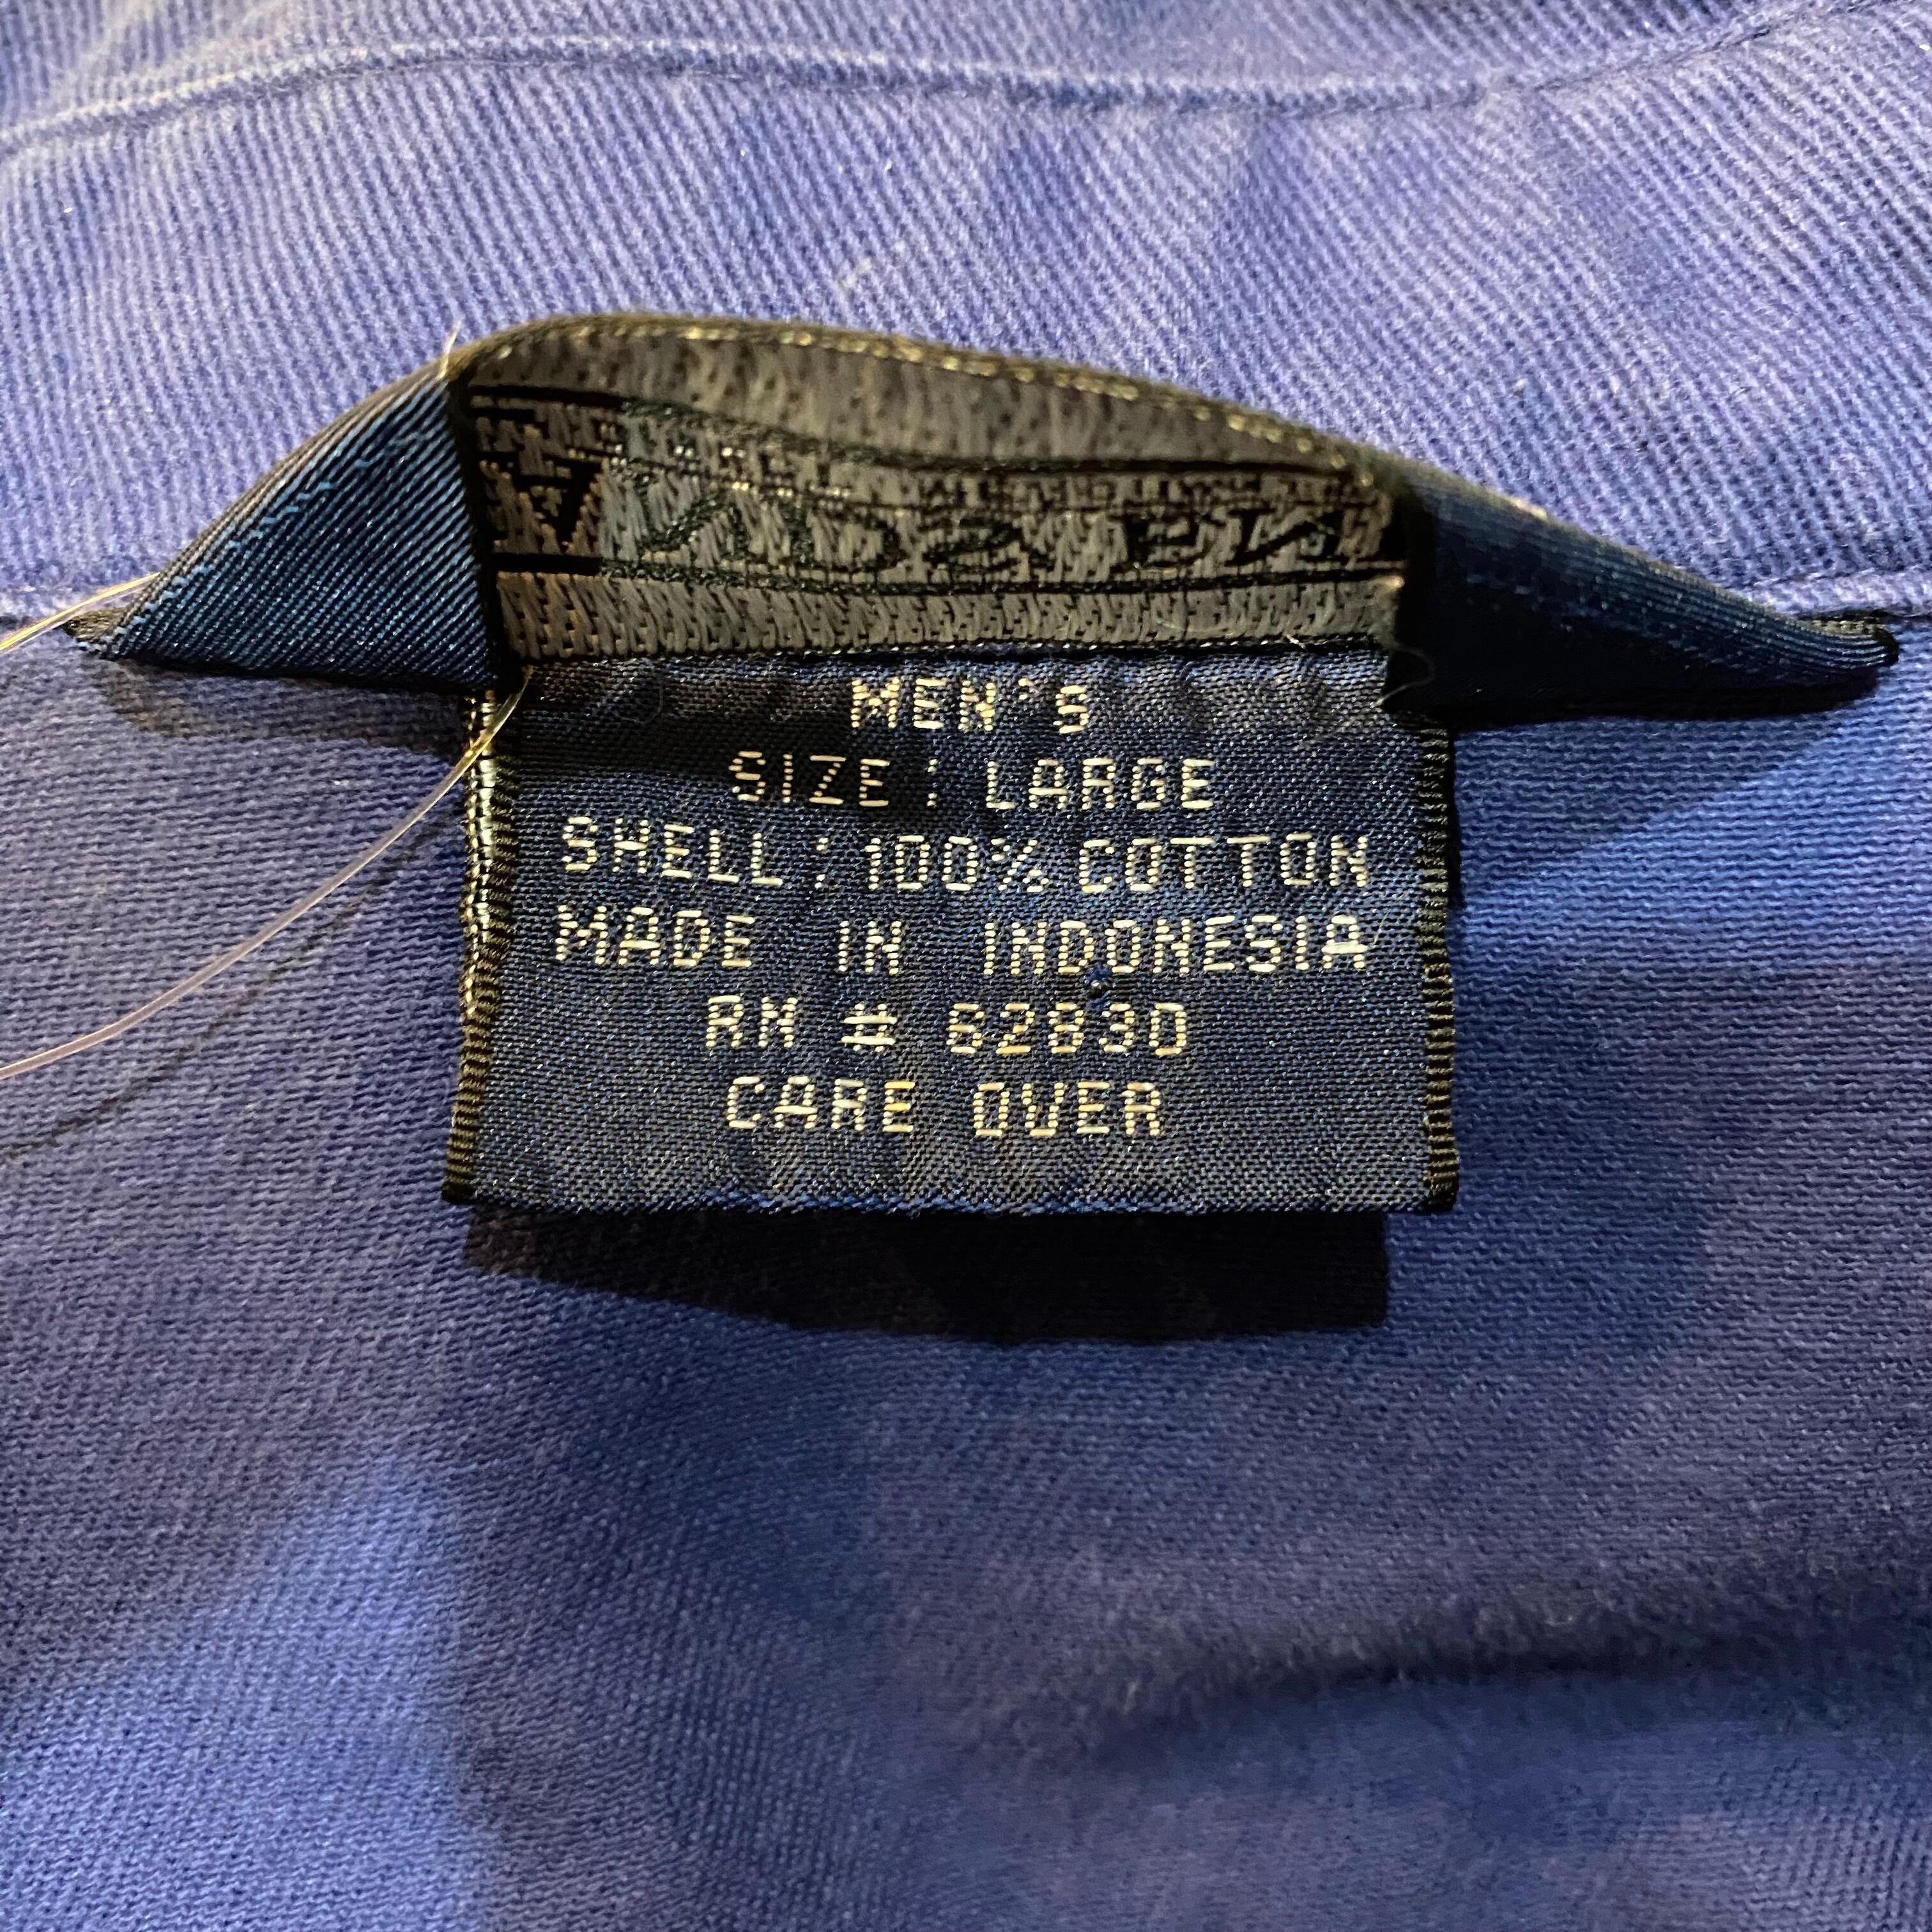 MEN'S
SIZE : LARGE
SHELL : 100% COTTON
MADE IN INDONESIA
RN # 62830
CARE OVER